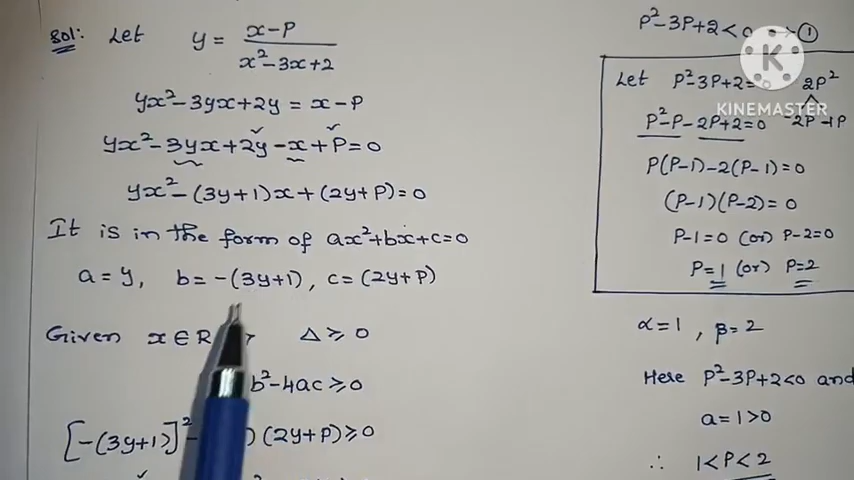 Sol: Let y = x-P / x²-3x+2
yx²-3yx+2y = x-P
yx²-3yx+2y-x+P=0
yx²-(3y+1)x+(2y+P)=0
It is in the form of ax²+bx+c=0
a=y, b=-(3y+1), c=(2y+P)
Given x∈R, Δ≥0
b²-4ac≥0
[-(3y+1)]²- (2y+P)≥0
P²-3P+2<0 → ①
Let P²-3P+2= 2P²
P²-P-2P+2=0 -2P -1P
P(P-1)-2(P-1)=0
(P-1)(P-2)=0
P-1=0 (or) P-2=0
P=1 (or) P=2
α=1, β=2
Here P²-3P+2<0 and
a=1>0
∴ 1<P<2
K
KINEMASTER